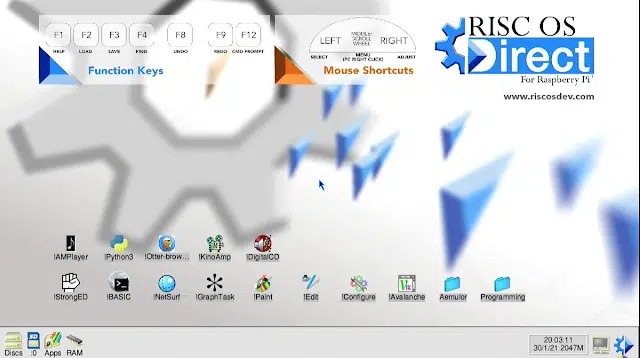 F1 F2 F3 F4 F8 F9 F12
HELP LOAD SAVE FIND UNDO REDO CMD PROMPT
Function Keys
LEFT MIDDLE/ SCROLL WHEEL RIGHT
SELECT MENU (PC RIGHT CLICK) ADJUST
Mouse Shortcuts
RISC OS
Direct
For Raspberry Pi
www.riscosdev.com
!AMPlayer !Python3 !Otter-brow... !KinoAmp !DigitalCD
!StrongED !BASIC !NetSurf !GraphTask !Paint !Edit !Configure !Avalanche Aemulor Programming
Discs :0 Apps RAM
20:03:11
30/1/21 2047M